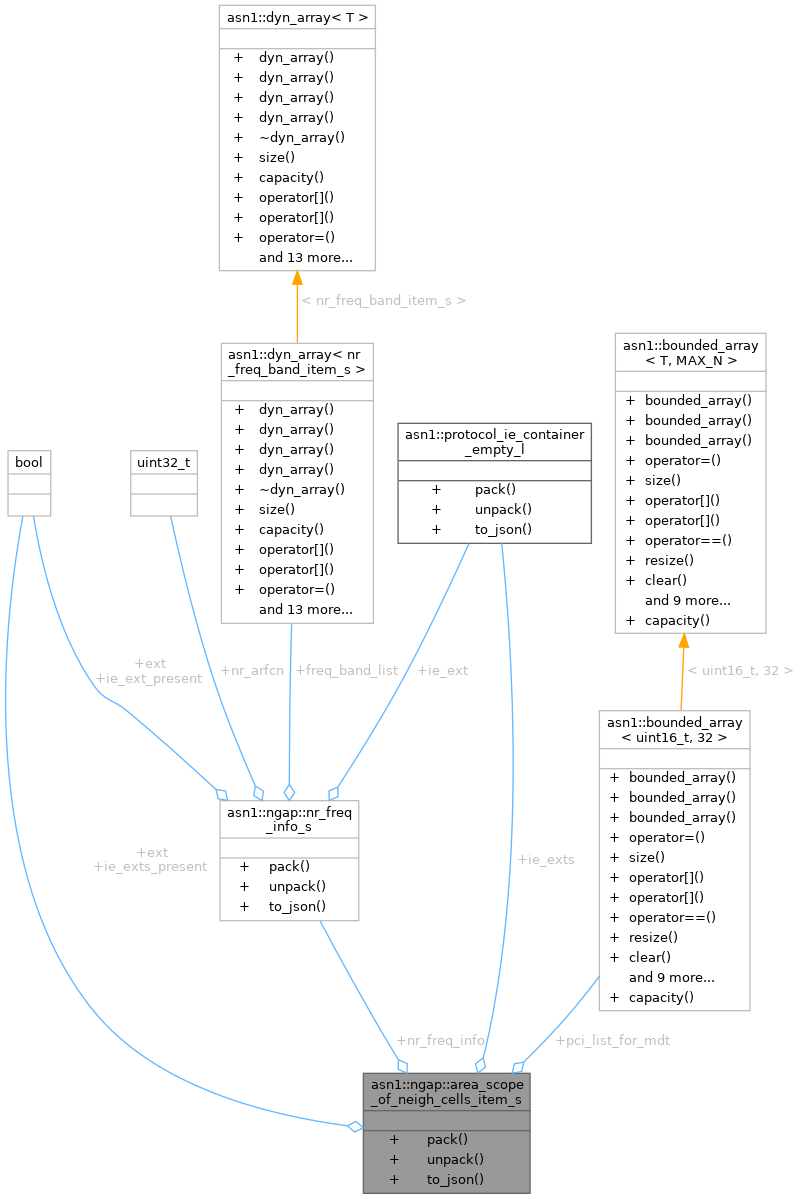 asn1::dyn_array< T >
+ dyn_array()
+ dyn_array()
+ dyn_array()
+ dyn_array()
+ ~dyn_array()
+ size()
+ capacity()
+ operator[]()
+ operator[]()
+ operator=()
and 13 more...
< nr_freq_band_item_s >
asn1::dyn_array< nr
_freq_band_item_s >
+ dyn_array()
+ dyn_array()
+ dyn_array()
+ dyn_array()
+ ~dyn_array()
+ size()
+ capacity()
+ operator[]()
+ operator[]()
+ operator=()
and 13 more...
asn1::bounded_array
< T, MAX_N >
+ bounded_array()
+ bounded_array()
+ bounded_array()
+ operator=()
+ size()
+ operator[]()
+ operator[]()
+ operator==()
+ resize()
+ clear()
and 9 more...
+ capacity()
bool
uint32_t
asn1::protocol_ie_container
_empty_l
+ pack()
+ unpack()
+ to_json()
+ext
+ie_ext_present
+nr_arfcn
+freq_band_list
+ie_ext
< uint16_t, 32 >
asn1::bounded_array
< uint16_t, 32 >
+ bounded_array()
+ bounded_array()
+ bounded_array()
+ operator=()
+ size()
+ operator[]()
+ operator[]()
+ operator==()
+ resize()
+ clear()
and 9 more...
+ capacity()
asn1::ngap::nr_freq
_info_s
+ pack()
+ unpack()
+ to_json()
+ext
+ie_exts_present
+ie_exts
+nr_freq_info
+pci_list_for_mdt
asn1::ngap::area_scope
_of_neigh_cells_item_s
+ pack()
+ unpack()
+ to_json()